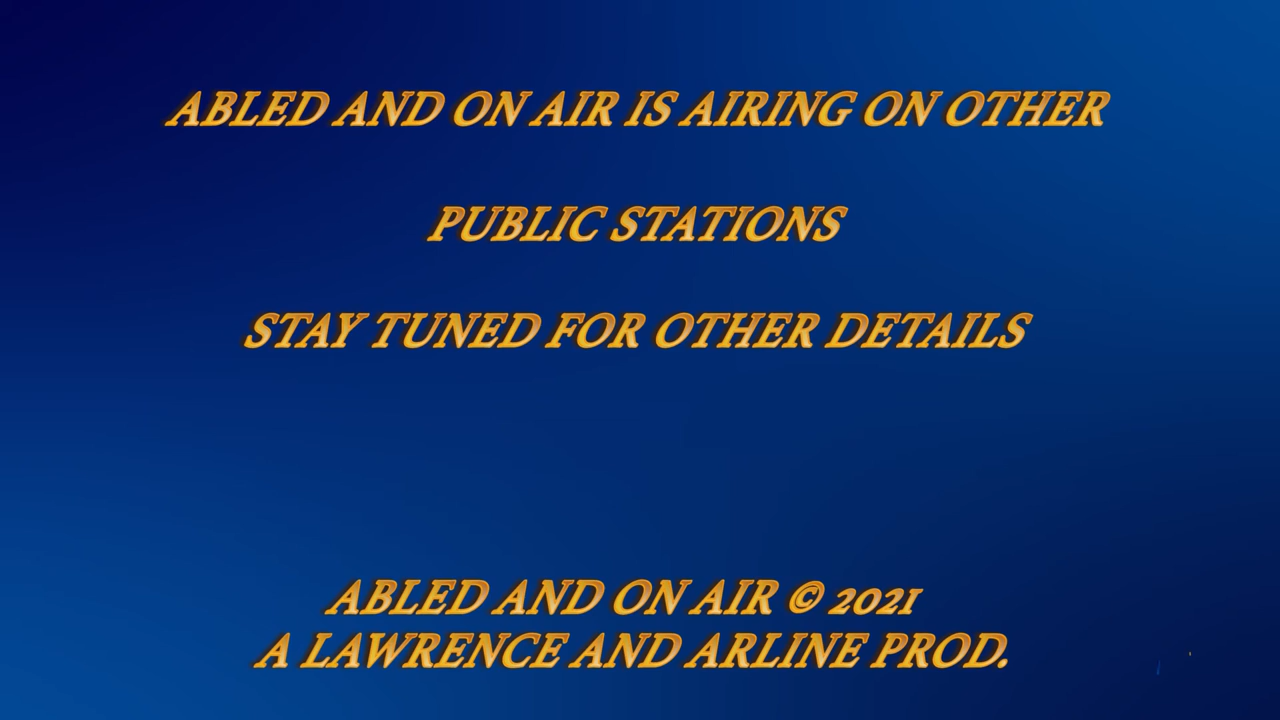 ABLED AND ON AIR IS AIRING ON OTHER
PUBLIC STATIONS
STAY TUNED FOR OTHER DETAILS
ABLED AND ON AIR © 2021
A LAWRENCE AND ARLINE PROD.